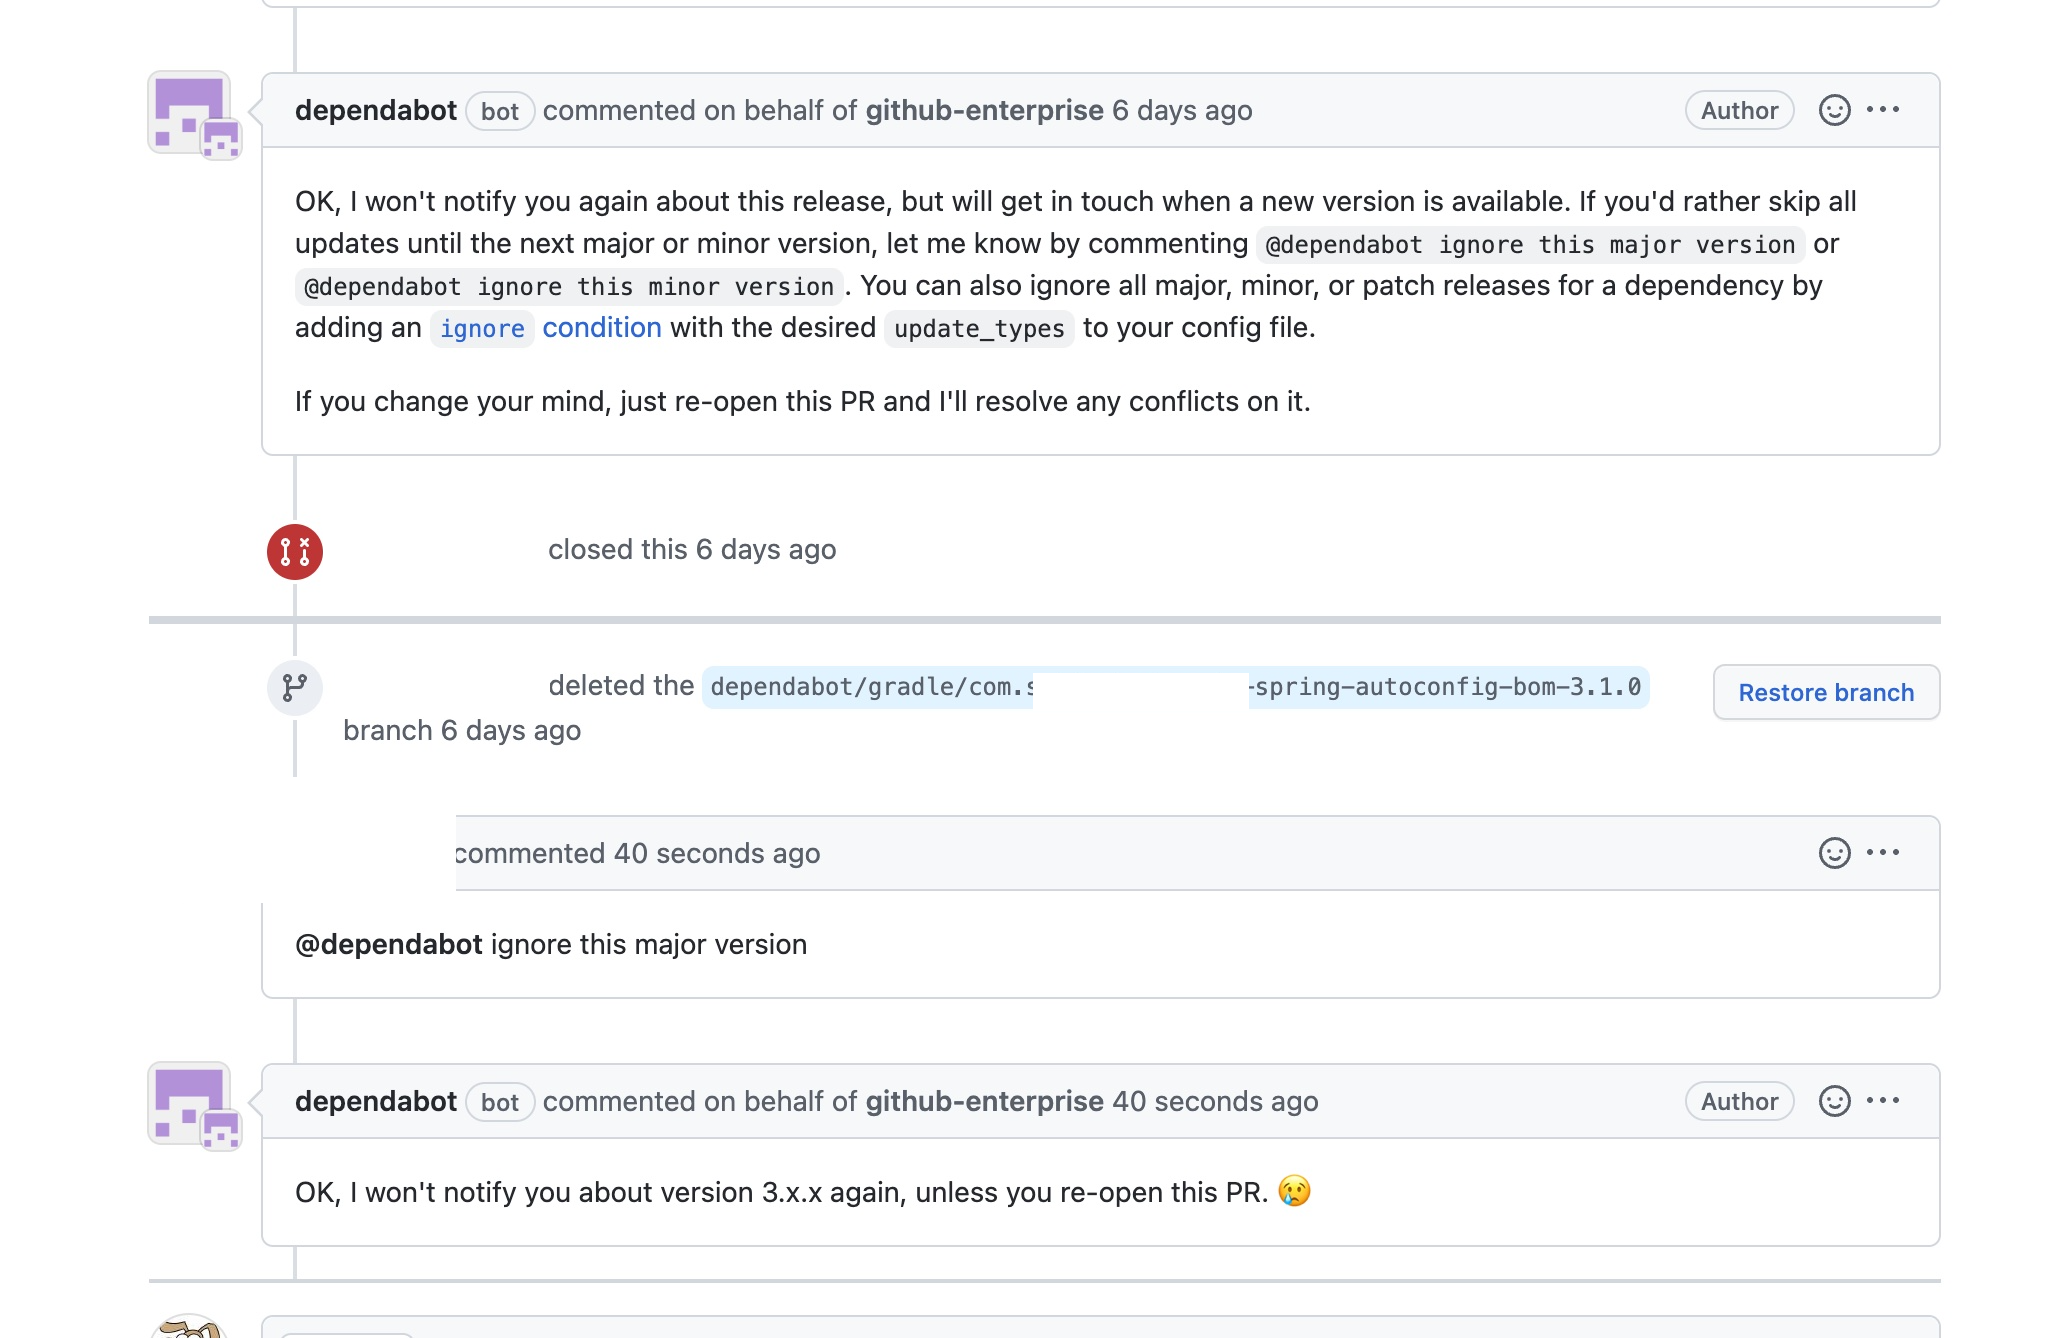 dependabot bot commented on behalf of github-enterprise 6 days ago Author
OK, I won't notify you again about this release, but will get in touch when a new version is available. If you'd rather skip all
updates until the next major or minor version, let me know by commenting @dependabot ignore this major version or
@dependabot ignore this minor version. You can also ignore all major, minor, or patch releases for a dependency by
adding an ignore condition with the desired update_types to your config file.
If you change your mind, just re-open this PR and I'll resolve any conflicts on it.
closed this 6 days ago
deleted the dependabot/gradle/com.s -spring-autoconfig-bom-3.1.0 Restore branch
branch 6 days ago
commented 40 seconds ago
@dependabot ignore this major version
dependabot bot commented on behalf of github-enterprise 40 seconds ago Author
OK, I won't notify you about version 3.x.x again, unless you re-open this PR. 😢